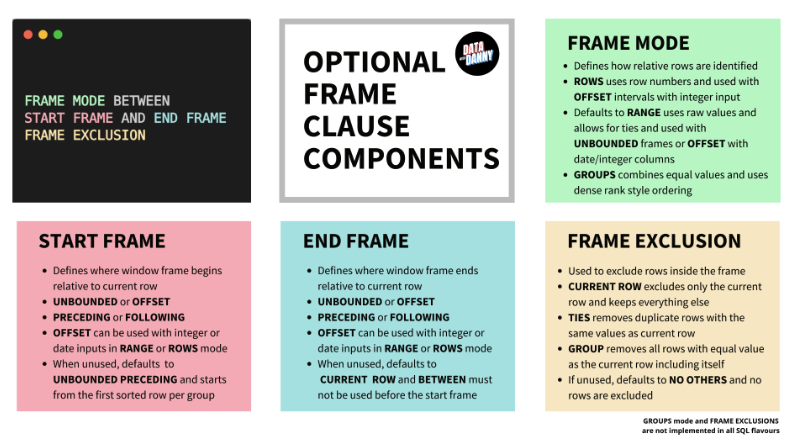 FRAME MODE BETWEEN
START FRAME AND END FRAME
FRAME EXCLUSION
OPTIONAL
FRAME
CLAUSE
COMPONENTS
DATA
WITH
DANNY
FRAME MODE
• Defines how relative rows are identified
• ROWS uses row numbers and used with
OFFSET intervals with integer input
• Defaults to RANGE uses raw values and
allows for ties and used with
UNBOUNDED frames or OFFSET with
date/integer columns
• GROUPS combines equal values and uses
dense rank style ordering
START FRAME
• Defines where window frame begins
relative to current row
• UNBOUNDED or OFFSET
• PRECEDING or FOLLOWING
• OFFSET can be used with integer or
date inputs in RANGE or ROWS mode
• When unused, defaults to
UNBOUNDED PRECEDING and starts
from the first sorted row per group
END FRAME
• Defines where window frame ends
relative to current row
• UNBOUNDED or OFFSET
• PRECEDING or FOLLOWING
• OFFSET can be used with integer or
date inputs in RANGE or ROWS mode
• When unused, defaults to
CURRENT ROW and BETWEEN must
not be used before the start frame
FRAME EXCLUSION
• Used to exclude rows inside the frame
• CURRENT ROW excludes only the current
row and keeps everything else
• TIES removes duplicate rows with the
same values as current row
• GROUP removes all rows with equal value
as the current row including itself
• If unused, defaults to NO OTHERS and no
rows are excluded
GROUPS mode and FRAME EXCLUSIONS
are not implemented in all SQL flavours